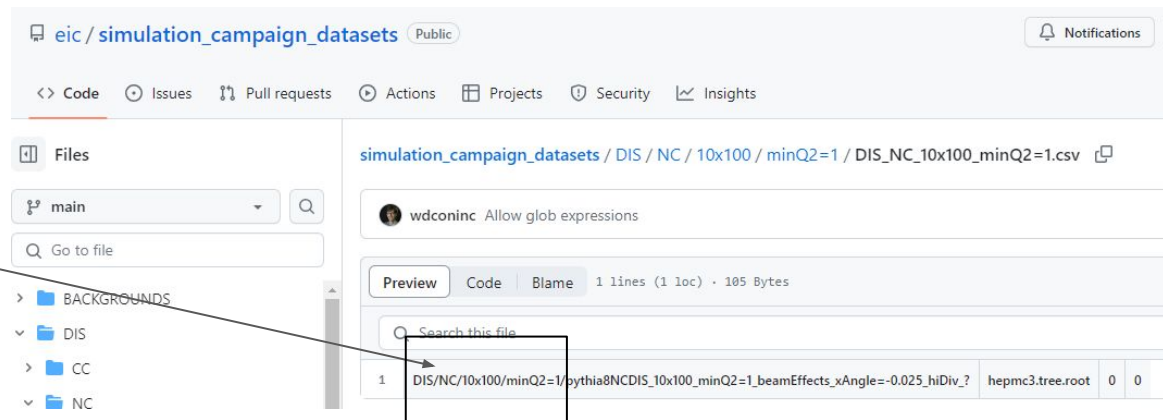 eic / simulation_campaign_datasets Public
Notifications
Code Issues Pull requests Actions Projects Security Insights
Files
simulation_campaign_datasets / DIS / NC / 10x100 / minQ2=1 / DIS_NC_10x100_minQ2=1.csv
main
wdconinc Allow glob expressions
Go to file
Preview Code Blame 1 lines (1 loc) · 105 Bytes
BACKGROUNDS
Search this file
DIS
CC
1 DIS/NC/10x100/minQ2=1/pythia8NCDIS_10x100_minQ2=1_beamEffects_xAngle=-0.025_hiDiv_? hepmc3.tree.root 0 0
NC